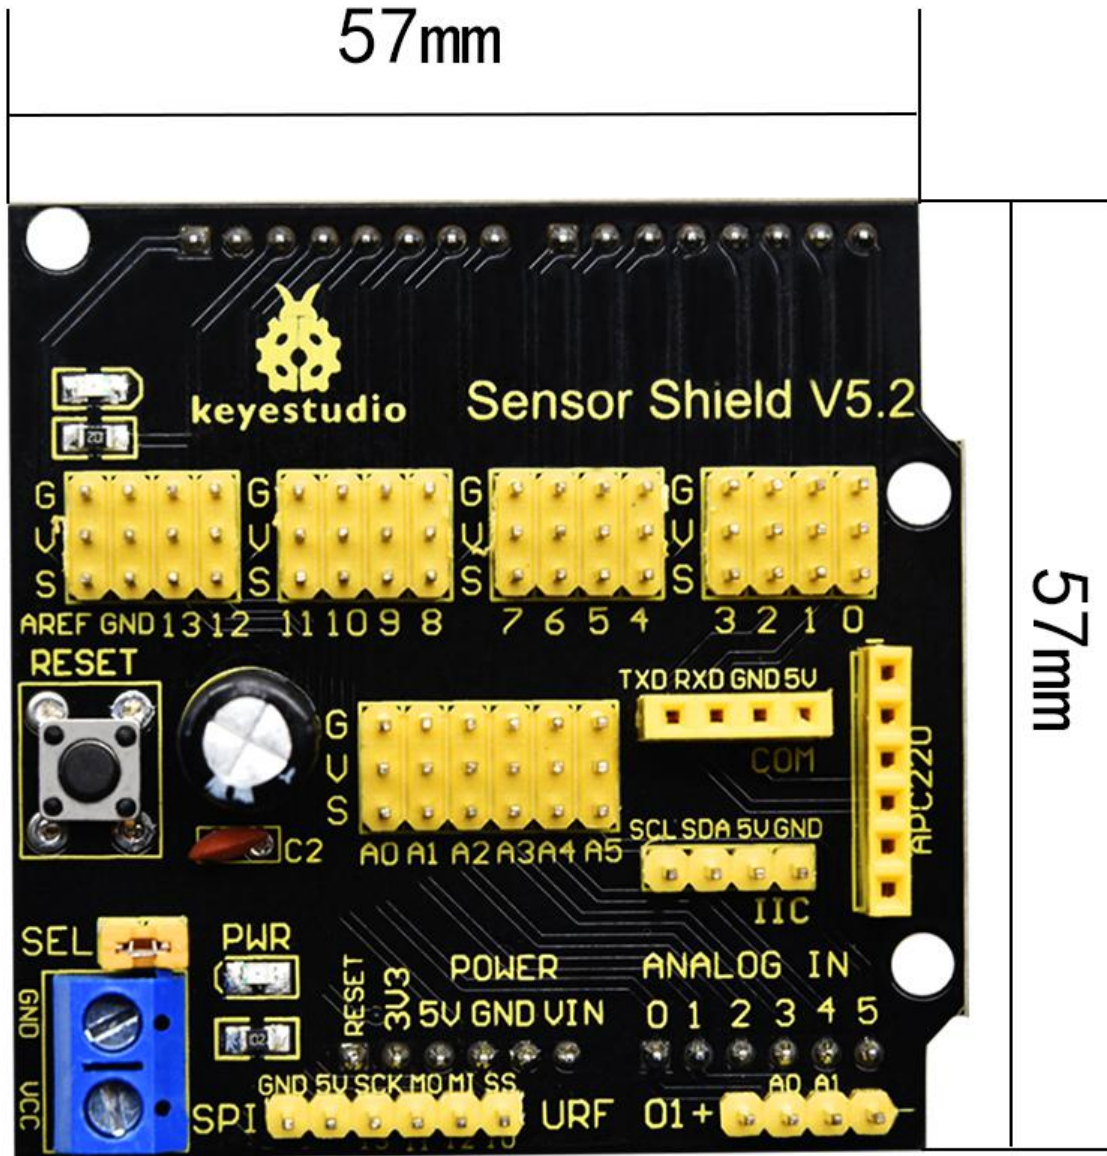 57mm
keyestudio
Sensor Shield V5.2
G G G G
V V V V
S S S S
AREF GND 13 12 11 10 9 8 7 6 5 4 3 2 1 0
RESET
TXD RXD GND 5V
COM
G
V
S
A0 A1 A2 A3 A4 A5
C2
SCL SDA 5V GND
IIC
APC220
57mm
SEL
PWR
GND
VCC
POWER
RESET 3V3 5V GND VIN
ANALOG IN
0 1 2 3 4 5
GND 5V SCK MO MI SS
SPI
URF 01+ -
A0 A1